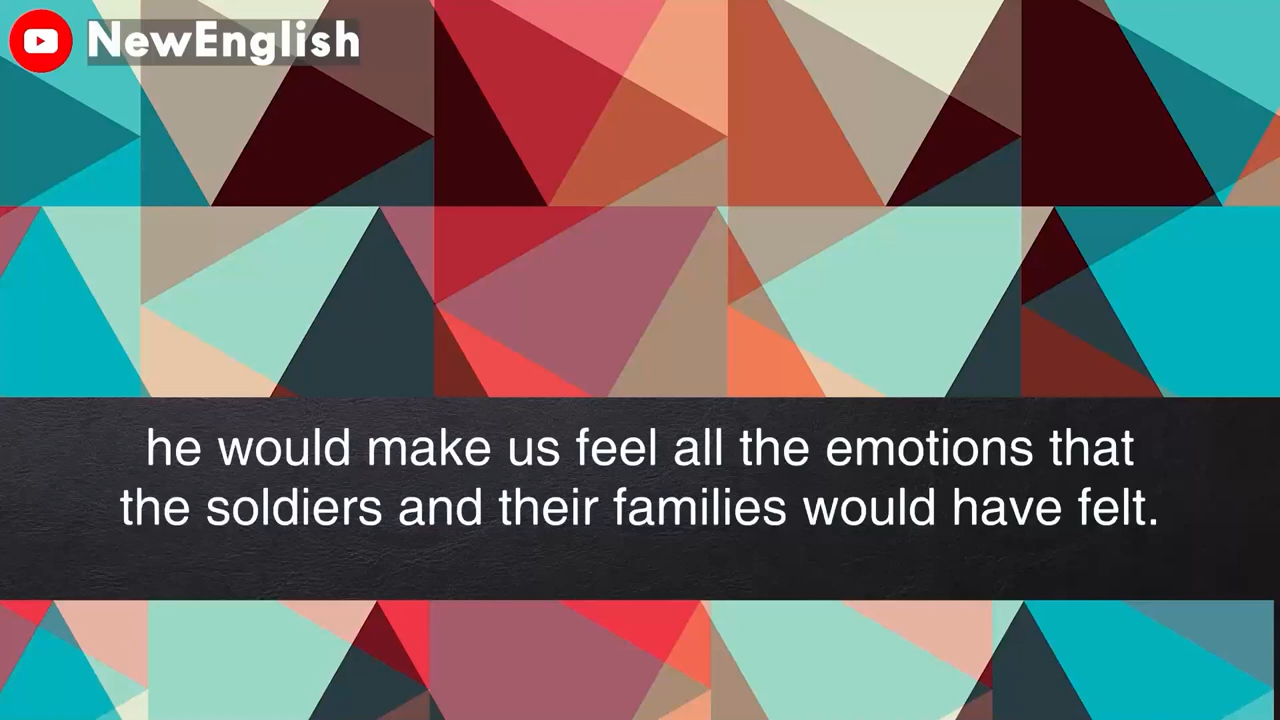 NewEnglish
he would make us feel all the emotions that
the soldiers and their families would have felt.